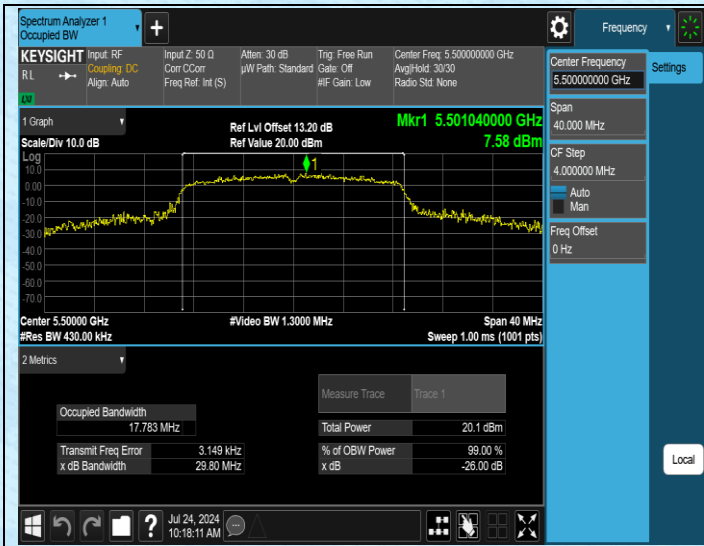 Spectrum Analyzer 1
Occupied BW
Frequency
KEYSIGHT
RL
LXI
Input: RF
Coupling: DC
Align: Auto
Input Z: 50 Ω
Corr CCorr
Freq Ref: Int (S)
Atten: 30 dB
µW Path: Standard
Trig: Free Run
Gate: Off
#IF Gain: Low
Center Freq: 5.500000000 GHz
Avg|Hold: 30/30
Radio Std: None
Center Frequency
5.500000000 GHz
Settings
Span
40.000 MHz
CF Step
4.000000 MHz
Auto
Man
Freq Offset
0 Hz
1 Graph
Scale/Div 10.0 dB
Ref Lvl Offset 13.20 dB
Ref Value 20.00 dBm
Mkr1 5.501040000 GHz
7.58 dBm
Log
10.0
0.00
-10.0
-20.0
-30.0
-40.0
-50.0
-60.0
-70.0
1
Center 5.50000 GHz
#Res BW 430.00 kHz
#Video BW 1.3000 MHz
Span 40 MHz
Sweep 1.00 ms (1001 pts)
2 Metrics
Measure Trace
Trace 1
Occupied Bandwidth
17.783 MHz
Total Power 20.1 dBm
Transmit Freq Error 3.149 kHz
% of OBW Power 99.00 %
x dB Bandwidth 29.80 MHz
x dB -26.00 dB
Local
?
Jul 24, 2024
10:18:11 AM